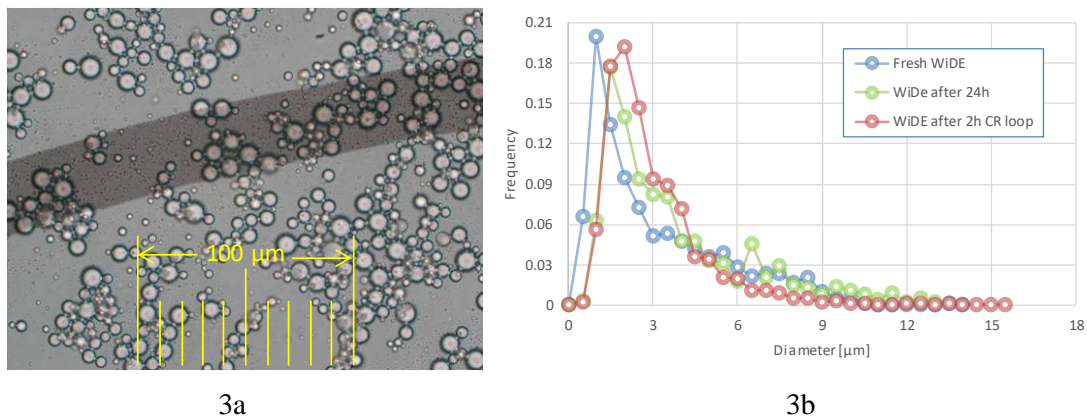 100 µm
3a
0.21
0.18
0.15
0.12
0.09
0.06
0.03
0
Frequency
0 3 6 9 12 15 18
Diameter [µm]
Fresh WiDE
WiDe after 24h
WiDE after 2h CR loop
3b